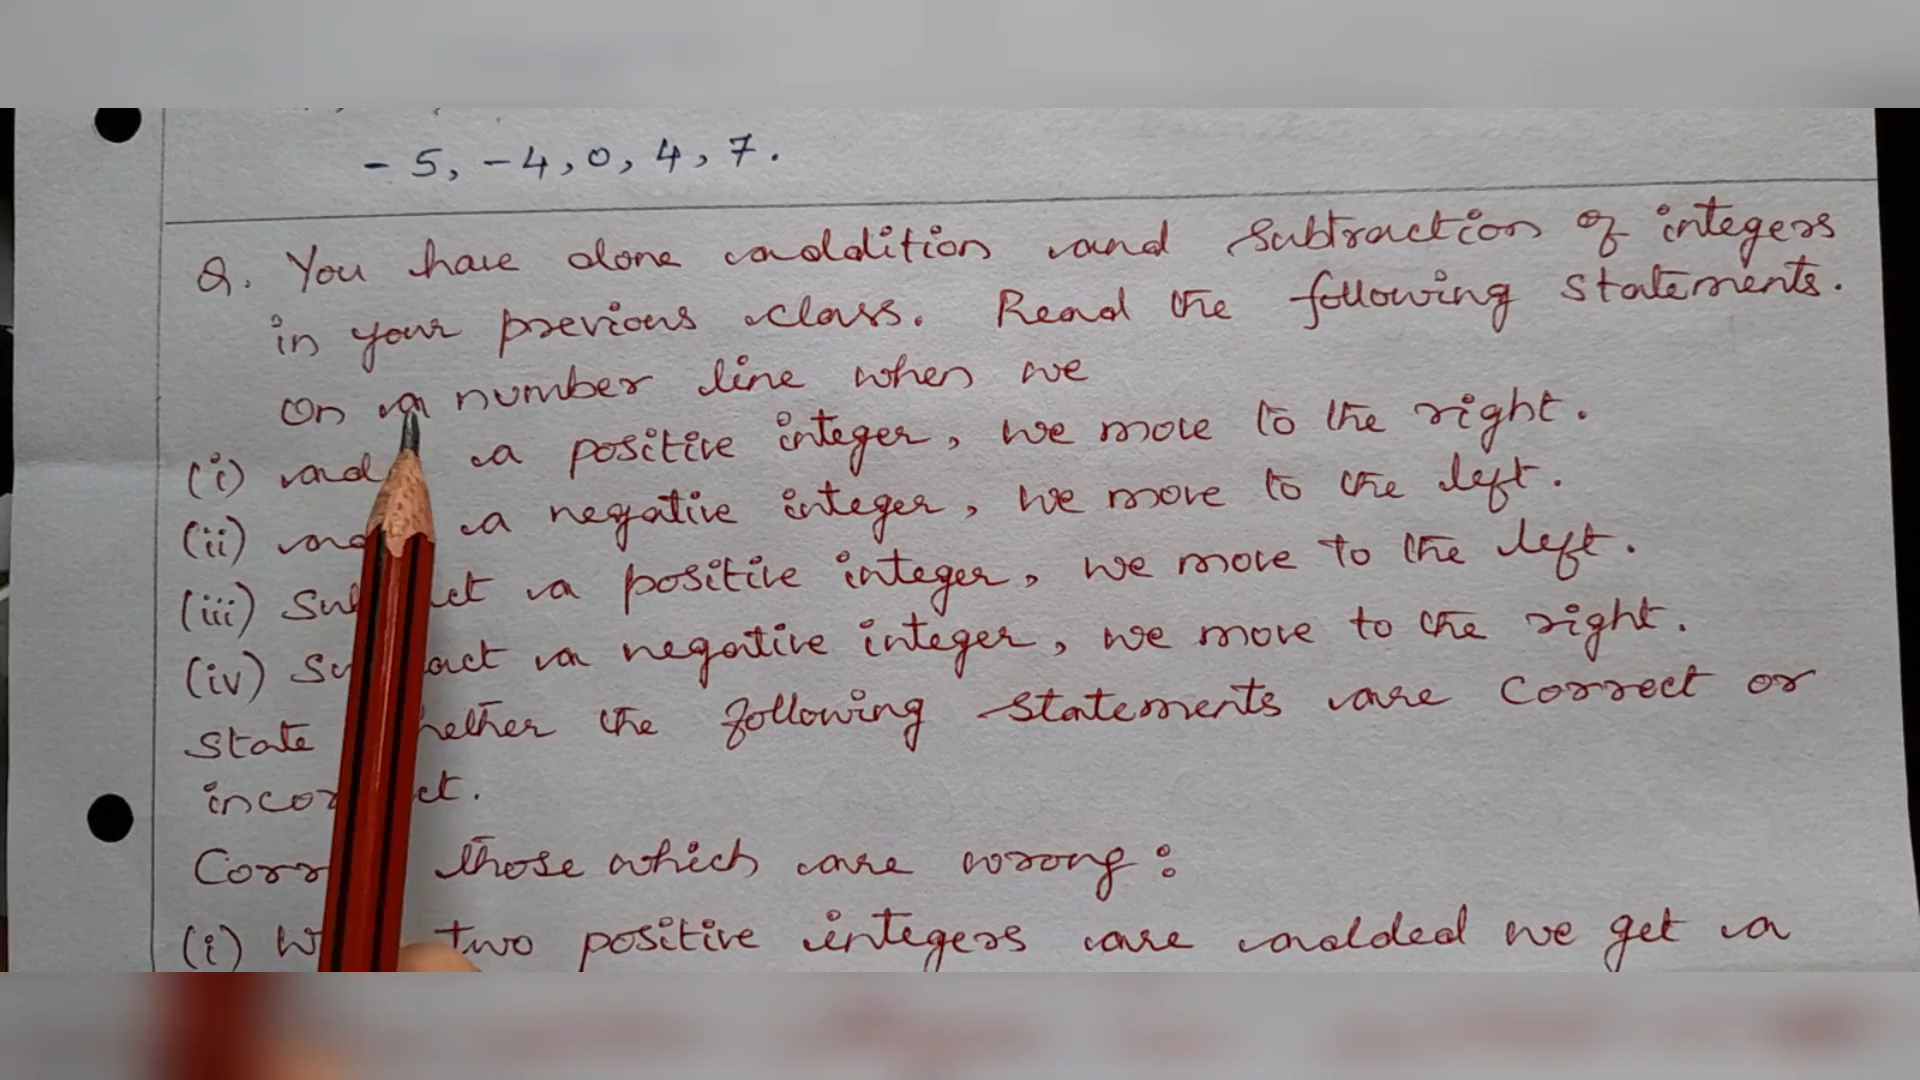 - 5, - 4, 0, 4, 7.
Q. You have done addition and subtraction of integers
in your previous class. Read the following statements.
On a number line when we
(i) add a positive integer, we move to the right.
(ii) a negative integer, we move to the left.
(iii) a positive integer, we move to the left.
(iv) a negative integer, we move to the right.
State the following statements are correct or
Corr those which are wrong:
(i) two positive integers are added we get a